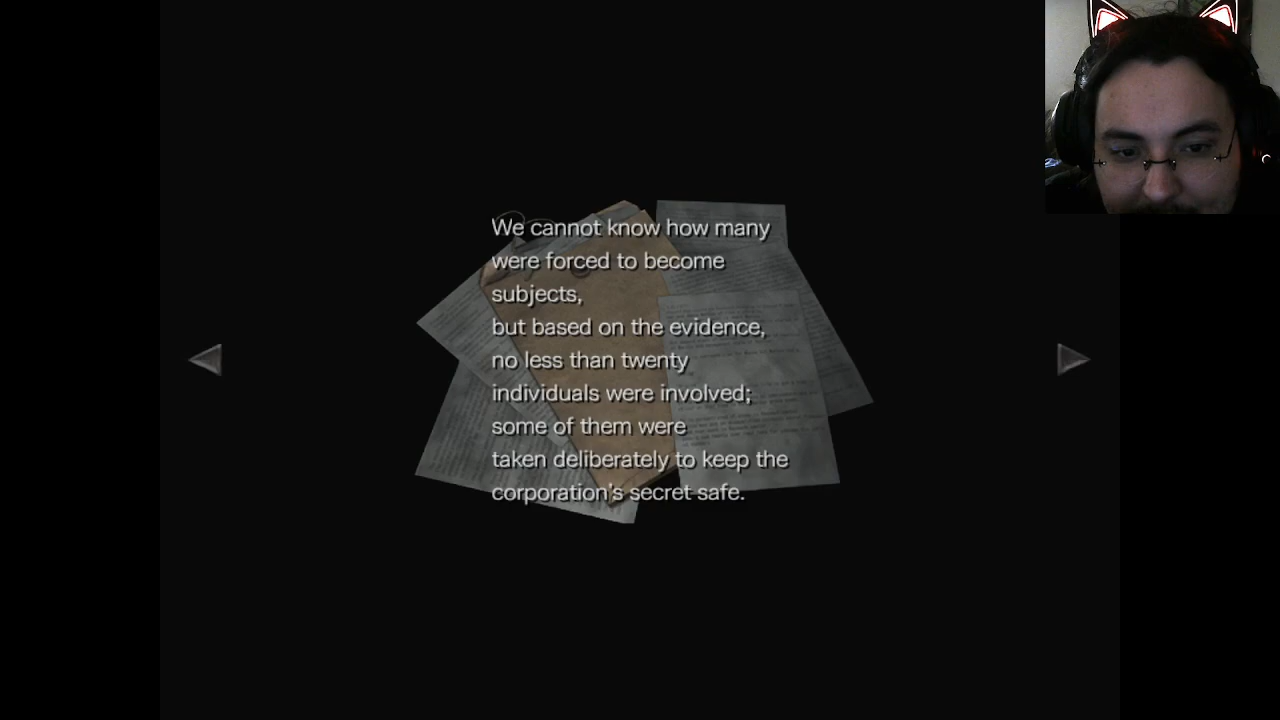 We cannot know how many
were forced to become
subjects,
but based on the evidence,
no less than twenty
individuals were involved;
some of them were
taken deliberately to keep the
corporation's secret safe.